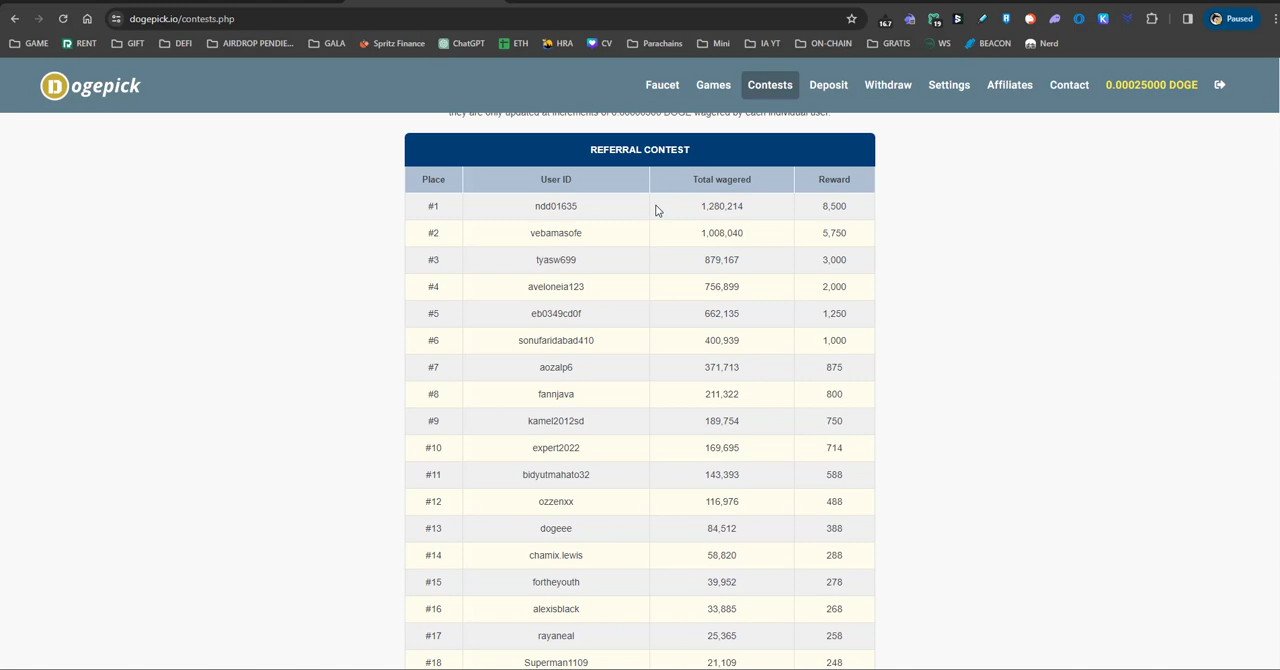 dogepick.io/contests.php
16.7
19
Paused
GAME
RENT
GIFT
DEFI
AIRDROP PENDIE...
GALA
Spritz Finance
ChatGPT
ETH
HRA
CV
Parachains
Mini
IA YT
ON-CHAIN
GRATIS
WS
BEACON
Nerd
Dogepick
Faucet
Games
Contests
Deposit
Withdraw
Settings
Affiliates
Contact
0.00025000 DOGE
they are only updated at increments of 0.00000500 DOGE wagered by each individual user.
REFERRAL CONTEST
Place User ID Total wagered Reward
#1 ndd01635 1,280,214 8,500
#2 vebamasofe 1,008,040 5,750
#3 tyasw699 879,167 3,000
#4 aveloneia123 756,899 2,000
#5 eb0349cd0f 662,135 1,250
#6 sonufaridabad410 400,939 1,000
#7 aozalp6 371,713 875
#8 fannjava 211,322 800
#9 kamel2012sd 189,754 750
#10 expert2022 169,695 714
#11 bidyutmahato32 143,393 588
#12 ozzenxx 116,976 488
#13 dogeee 84,512 388
#14 chamix.lewis 58,820 288
#15 fortheyouth 39,952 278
#16 alexisblack 33,885 268
#17 rayaneal 25,365 258
#18 Superman1109 21,109 248